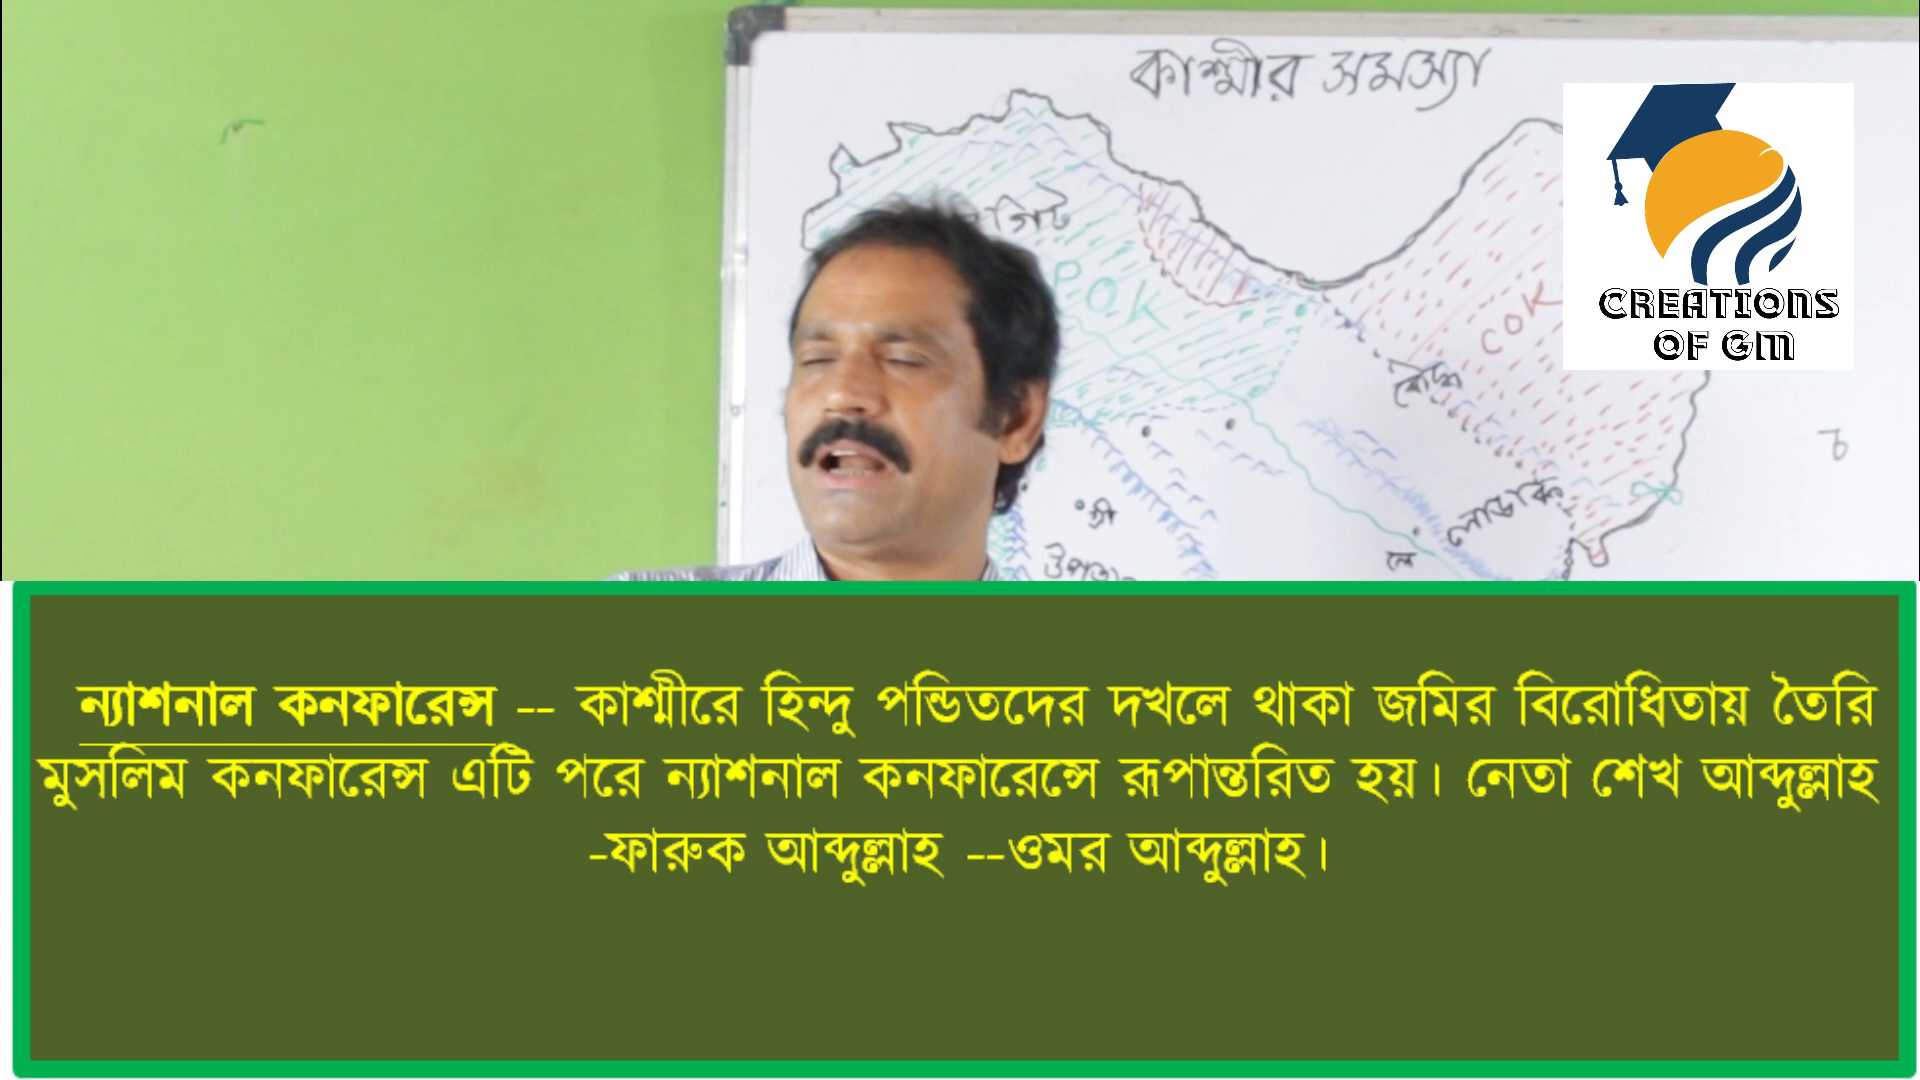 কাশ্মীর সমস্যা
গিট
POK
COK
CREATIONS
OF GM
লাডাক
লে
ন্যাশনাল কনফারেন্স -- কাশ্মীরে হিন্দু পন্ডিতদের দখলে থাকা জমির বিরোধিতায় তৈরি
মুসলিম কনফারেন্স এটি পরে ন্যাশনাল কনফারেন্সে রূপান্তরিত হয়। নেতা শেখ আব্দুল্লাহ
-ফারুক আব্দুল্লাহ --ওমর আব্দুল্লাহ।